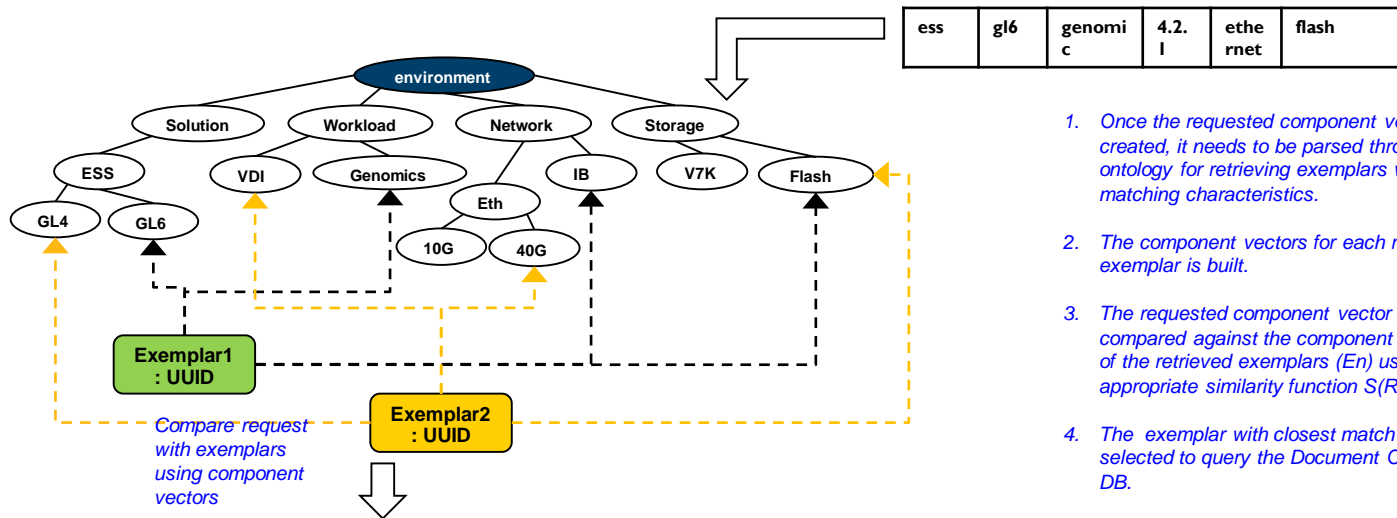 ess gl6 genomi 4.2. ethe flash
c 1 rnet
environment
Solution Workload Network Storage
ESS VDI Genomics IB V7K Flash
Eth
GL4 GL6
10G 40G
Exemplar1
: UUID
Exemplar2
: UUID
Compare request
with exemplars
using component
vectors
1. Once the requested component
created, it needs to be parsed
ontology for retrieving exemplars
matching characteristics.
2. The component vectors for each
exemplar is built.
3. The requested component vector
compared against the component
of the retrieved exemplars (En)
appropriate similarity function
4. The exemplar with closest match
selected to query the Document
DB.